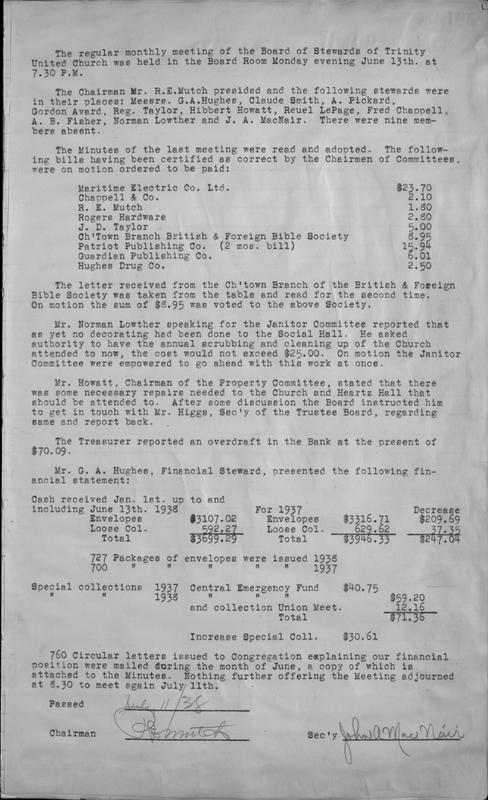 The regular monthly meeting of the Board of Stewards of Trinity
United Church was held in the Board Room Monday evening June 13th. at
7.30 P.M.
The Chairman Mr. R.E.Mutch presided and the following stewards were
in their places: Messrs. G.A.Hughes, Claude Smith, A. Pickard,
Gordon Avard, Reg. Taylor, Hibbert Howatt, Reuel LePage, Fred Chappell,
A. B. Fisher, Norman Lowther and J. A. MacNair. There were nine mem-
bers absent.
The Minutes of the last meeting were read and adopted. The follow-
ing bills having been certified as correct by the Chairmen of Committees,
were on motion ordered to be paid:
Maritime Electric Co. Ltd. $23.70
Chappell & Co. 2.10
R. E. Mutch 1.80
Rogers Hardware 2.80
J. D. Taylor 5.00
Ch'Town Branch British & Foreign Bible Society 8.95
Patriot Publishing Co. (2 mos. bill) 15.94
Guardian Publishing Co. 6.01
Hughes Drug Co. 2.50
The letter received from the Ch'town Branch of the British & Foreign
Bible Society was taken from the table and read for the second time.
On motion the sum of $8.95 was voted to the above Society.
Mr. Norman Lowther speaking for the Janitor Committee reported that
as yet no decorating had been done to the Social Hall. He asked
authority to have the annual scrubbing and cleaning up of the Church
attended to now, the cost would not exceed $25.00. On motion the Janitor
Committee were empowered to go ahead with this work at once.
Mr. Howatt, Chairman of the Property Committee, stated that there
was some necessary repairs needed to the Church and Heartz Hall that
should be attended to. After some discussion the Board instructed him
to get in touch with Mr. Higgs, Sec'y of the Trustee Board, regarding
same and report back.
The Treasurer reported an overdraft in the Bank at the present of
$70.09.
Mr. G. A. Hughes, Financial Steward, presented the following fin-
ancial statement:
Cash received Jan. 1st. up to and
including June 13th. 1938 For 1937 Decrease
Envelopes $3107.02 Envelopes $3316.71 $209.69
Loose Col. 592.27 Loose Col. 629.62 37.35
Total $3699.29 Total $3946.33 $247.04
727 Packages of envelopes were issued 1938
700 " " " " " 1937
Special collections 1937 Central Emergency Fund $40.75
" " 1938 " " " $59.20
and collection Union Meet. 12.16
Total $71.36
Increase Special Coll. $30.61
760 Circular letters issued to Congregation explaining our financial
position were mailed during the month of June, a copy of which is
attached to the Minutes. Nothing further offering the Meeting adjourned
at 8.30 to meet again July 11th.
Passed July 11/38
Chairman R E Mutch Sec'y John A Mac Nair